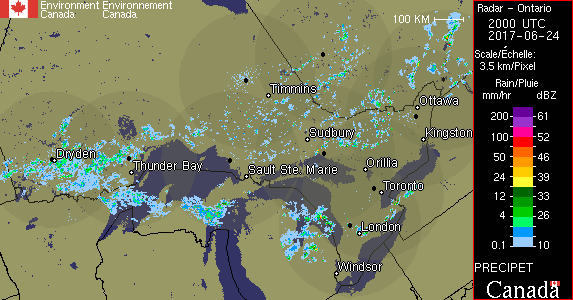 Environment Environnement
Canada Canada
100 KM
Timmins
Ottawa
Sudbury
Kingston
Dryden
Thunder Bay
Sault Ste. Marie
Orillia
Toronto
London
Windsor
Radar - Ontario
2000 UTC
2017-06-24
Scale/Échelle:
3.5 km/Pixel
Rain/Pluie
mm/hr dBZ
200 61
100 52
50 46
24 39
12 33
4 26
0.1 10
PRECIPET
Canada